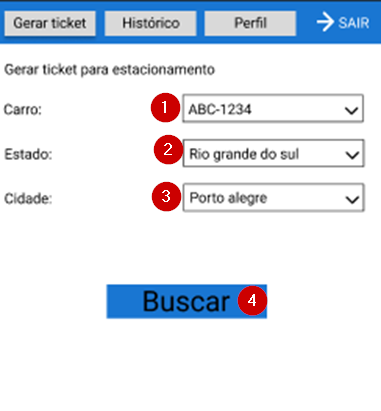 Gerar ticket Histórico Perfil → SAIR
Gerar ticket para estacionamento
Carro: 1 ABC-1234
Estado: 2 Rio grande do sul
Cidade: 3 Porto alegre
Buscar 4